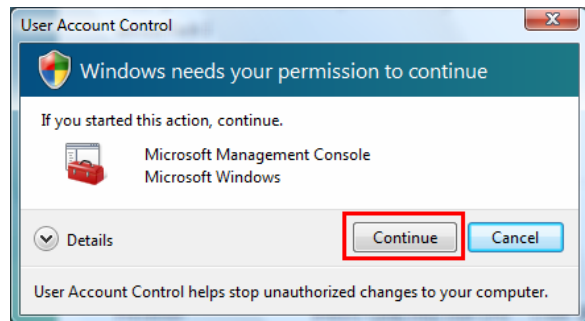 User Account Control
Windows needs your permission to continue
If you started this action, continue.
Microsoft Management Console
Microsoft Windows
Details
Continue
Cancel
User Account Control helps stop unauthorized changes to your computer.